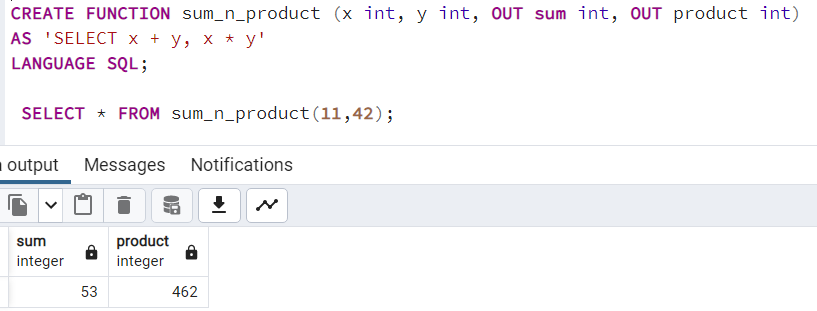 CREATE FUNCTION sum_n_product (x int, y int, OUT sum int, OUT product int)
AS 'SELECT x + y, x * y'
LANGUAGE SQL;
SELECT * FROM sum_n_product(11,42);
output Messages Notifications
sum product
integer integer
53 462